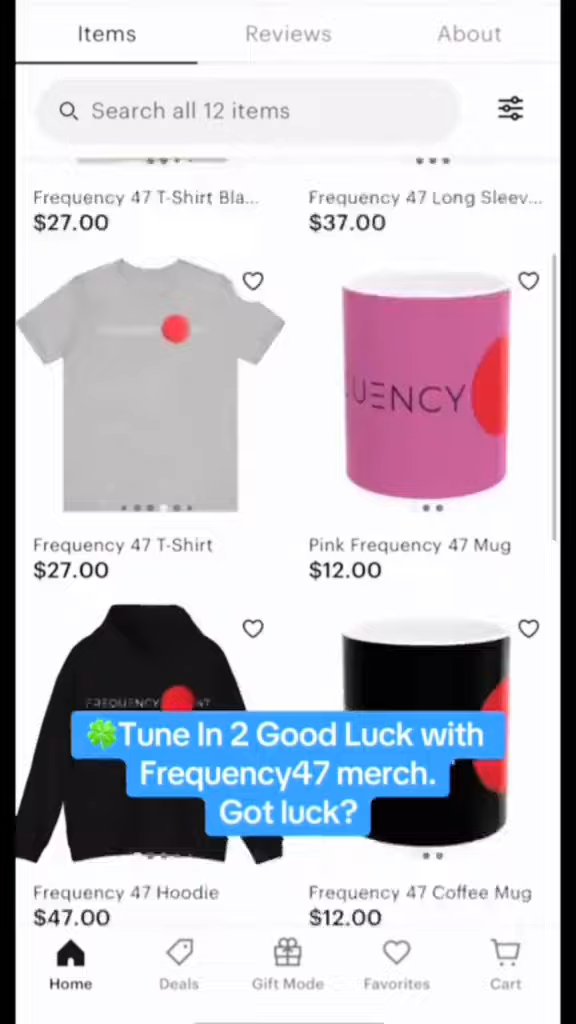 Items
Reviews
About
Search all 12 items
Frequency 47 T-Shirt Bla...
Frequency 47 Long Sleev...
$27.00
$37.00
UENCY
Frequency 47 T-Shirt
Pink Frequency 47 Mug
$27.00
$12.00
FREQUENCY 47
🍀Tune In 2 Good Luck with
Frequency47 merch.
Got luck?
Frequency 47 Hoodie
Frequency 47 Coffee Mug
$47.00
$12.00
Home
Deals
Gift Mode
Favorites
Cart